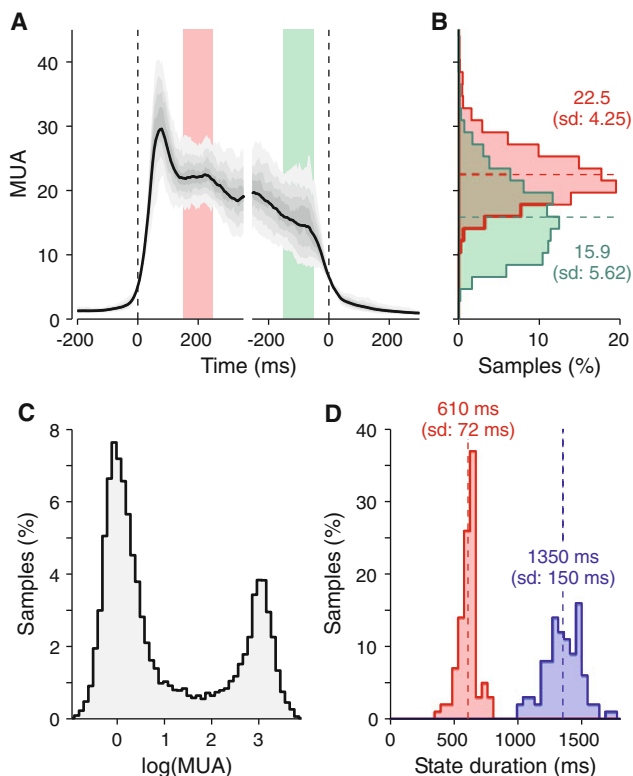 A
MUA
40
30
20
10
0
-200
0
200
-200
0
200
Time (ms)
B
22.5
(sd: 4.25)
15.9
(sd: 5.62)
0
10
20
Samples (%)
C
Samples (%)
8
6
4
2
0
0
1
2
3
log(MUA)
D
610 ms
(sd: 72 ms)
1350 ms
(sd: 150 ms)
Samples (%)
40
30
20
10
0
0
500
1000
1500
State duration (ms)